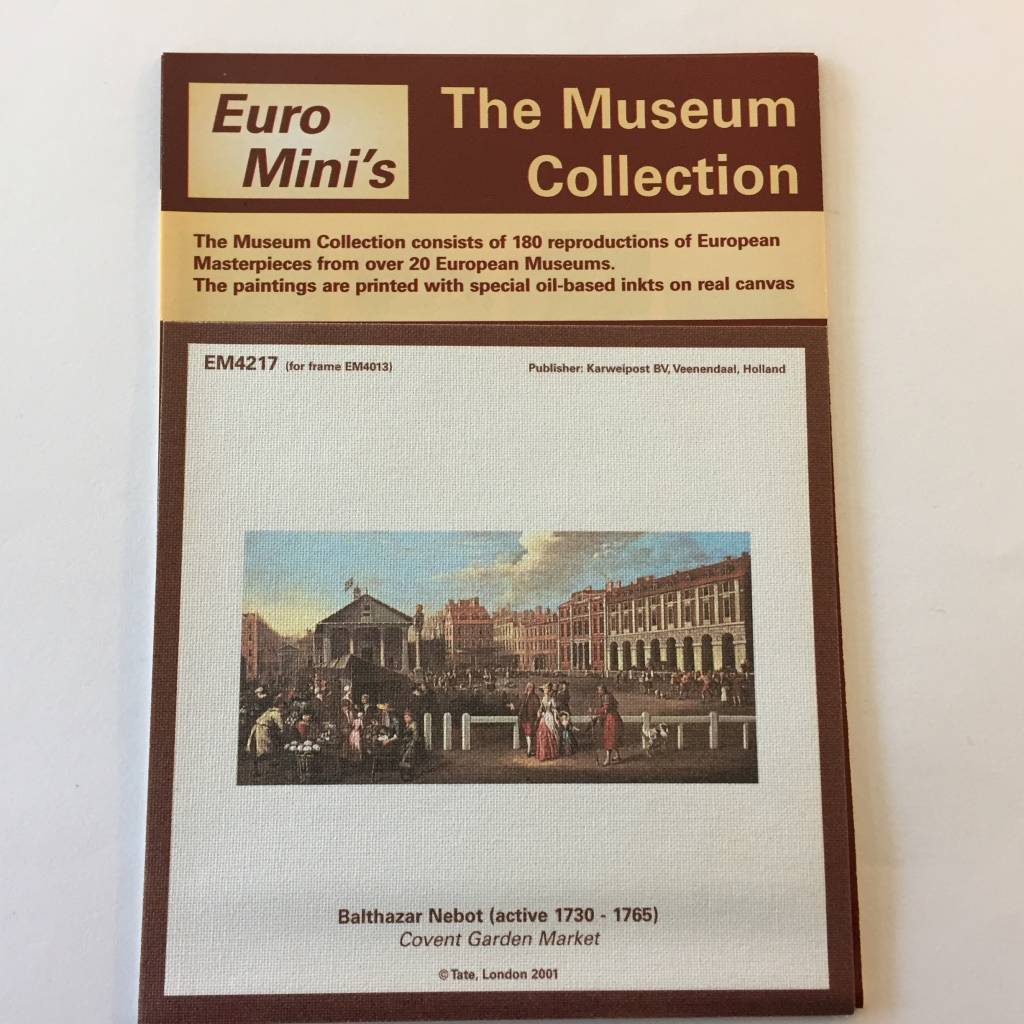 Euro
Mini's
The Museum
Collection
The Museum Collection consists of 180 reproductions of European
Masterpieces from over 20 European Museums.
The paintings are printed with special oil-based inkts on real canvas
EM4217 (for frame EM4013)
Publisher: Karweipost BV, Veenendaal, Holland
Balthazar Nebot (active 1730 - 1765)
Covent Garden Market
© Tate, London 2001